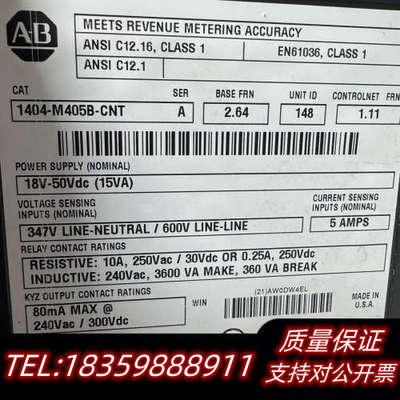 A-B
MEETS REVENUE METERING ACCURACY
ANSI C12.16, CLASS 1 EN61036, CLASS 1
ANSI C12.1
CAT SER BASE FRN UNIT ID CONTROLNET FRN
1404-M405B-CNT A 2.64 148 1.11
POWER SUPPLY (NOMINAL)
18V-50Vdc (15VA)
VOLTAGE SENSING INPUTS (NOMINAL)
CURRENT SENSING INPUTS (NOMINAL)
347V LINE-NEUTRAL / 600V LINE-LINE 5 AMPS
RELAY CONTACT RATINGS
RESISTIVE: 10A, 250Vac / 30Vdc OR 0.25A, 250Vdc
INDUCTIVE: 240Vac, 3600 VA MAKE, 360 VA BREAK
KYZ OUTPUT CONTACT RATINGS
80mA MAX @
240Vac / 300Vdc
WIN
(21)AW0DW4EL
MADE IN
U.S.A.
TEL:18359888911
质量保证
支持对公开票